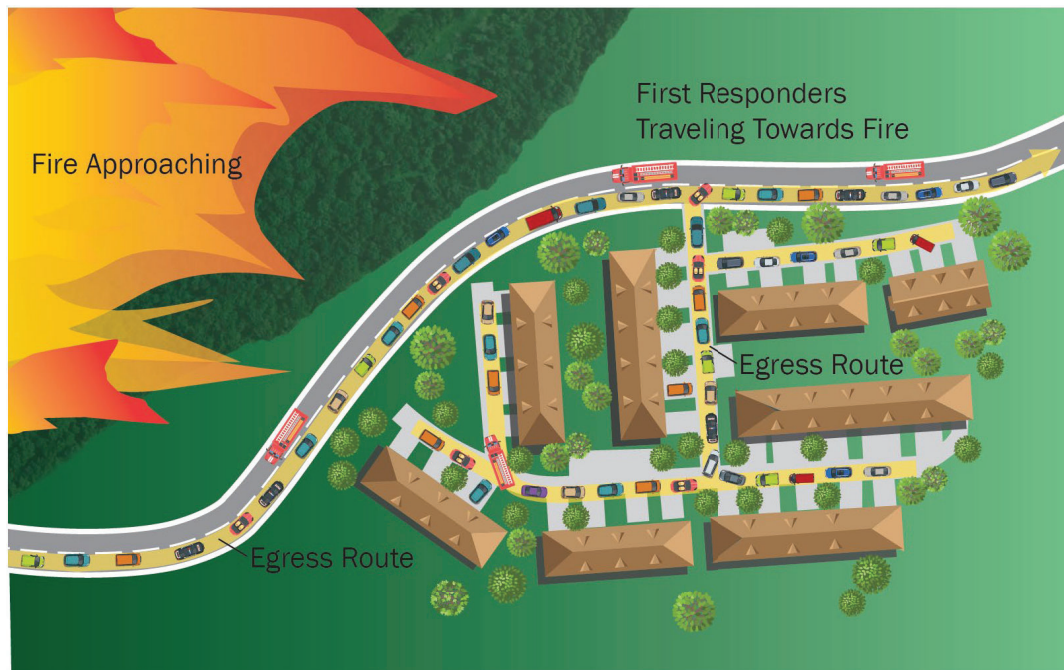 First Responders
Traveling Towards Fire
Fire Approaching
Egress Route
Egress Route